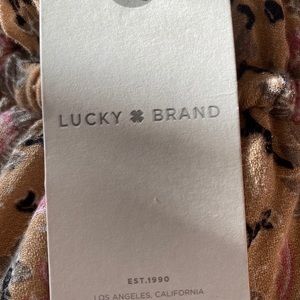 LUCKY BRAND
EST.1990
LOS ANGELES, CALIFORNIA